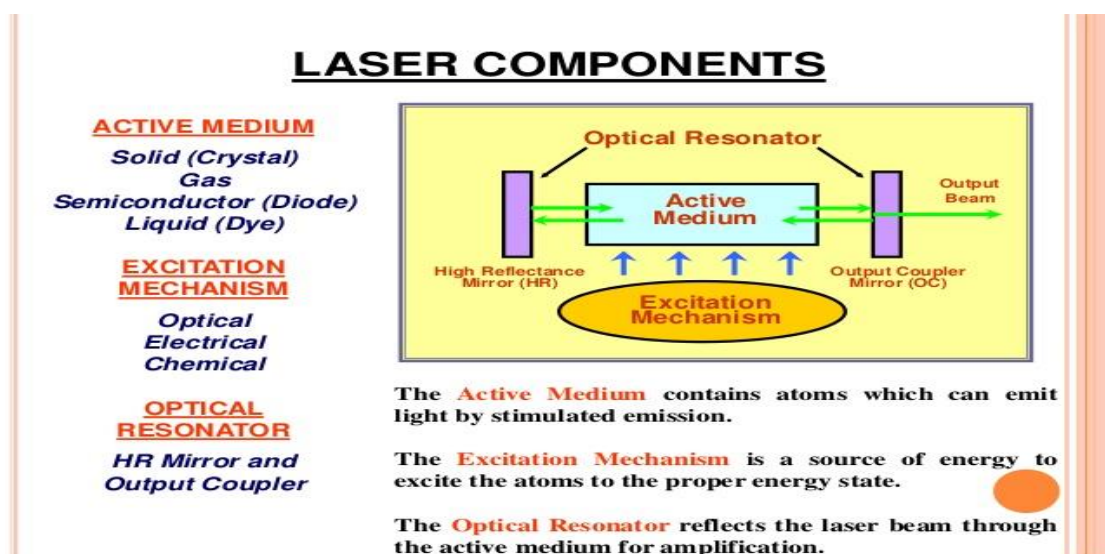 LASER COMPONENTS
ACTIVE MEDIUM
Solid (Crystal)
Gas
Semiconductor (Diode)
Liquid (Dye)
EXCITATION
MECHANISM
Optical
Electrical
Chemical
OPTICAL
RESONATOR
HR Mirror and
Output Coupler
Optical Resonator
Active
Medium
Output
Beam
High Reflectance
Mirror (HR)
Output Coupler
Mirror (OC)
Excitation
Mechanism
The Active Medium contains atoms which can emit
light by stimulated emission.
The Excitation Mechanism is a source of energy to
excite the atoms to the proper energy state.
The Optical Resonator reflects the laser beam through
the active medium for amplification.